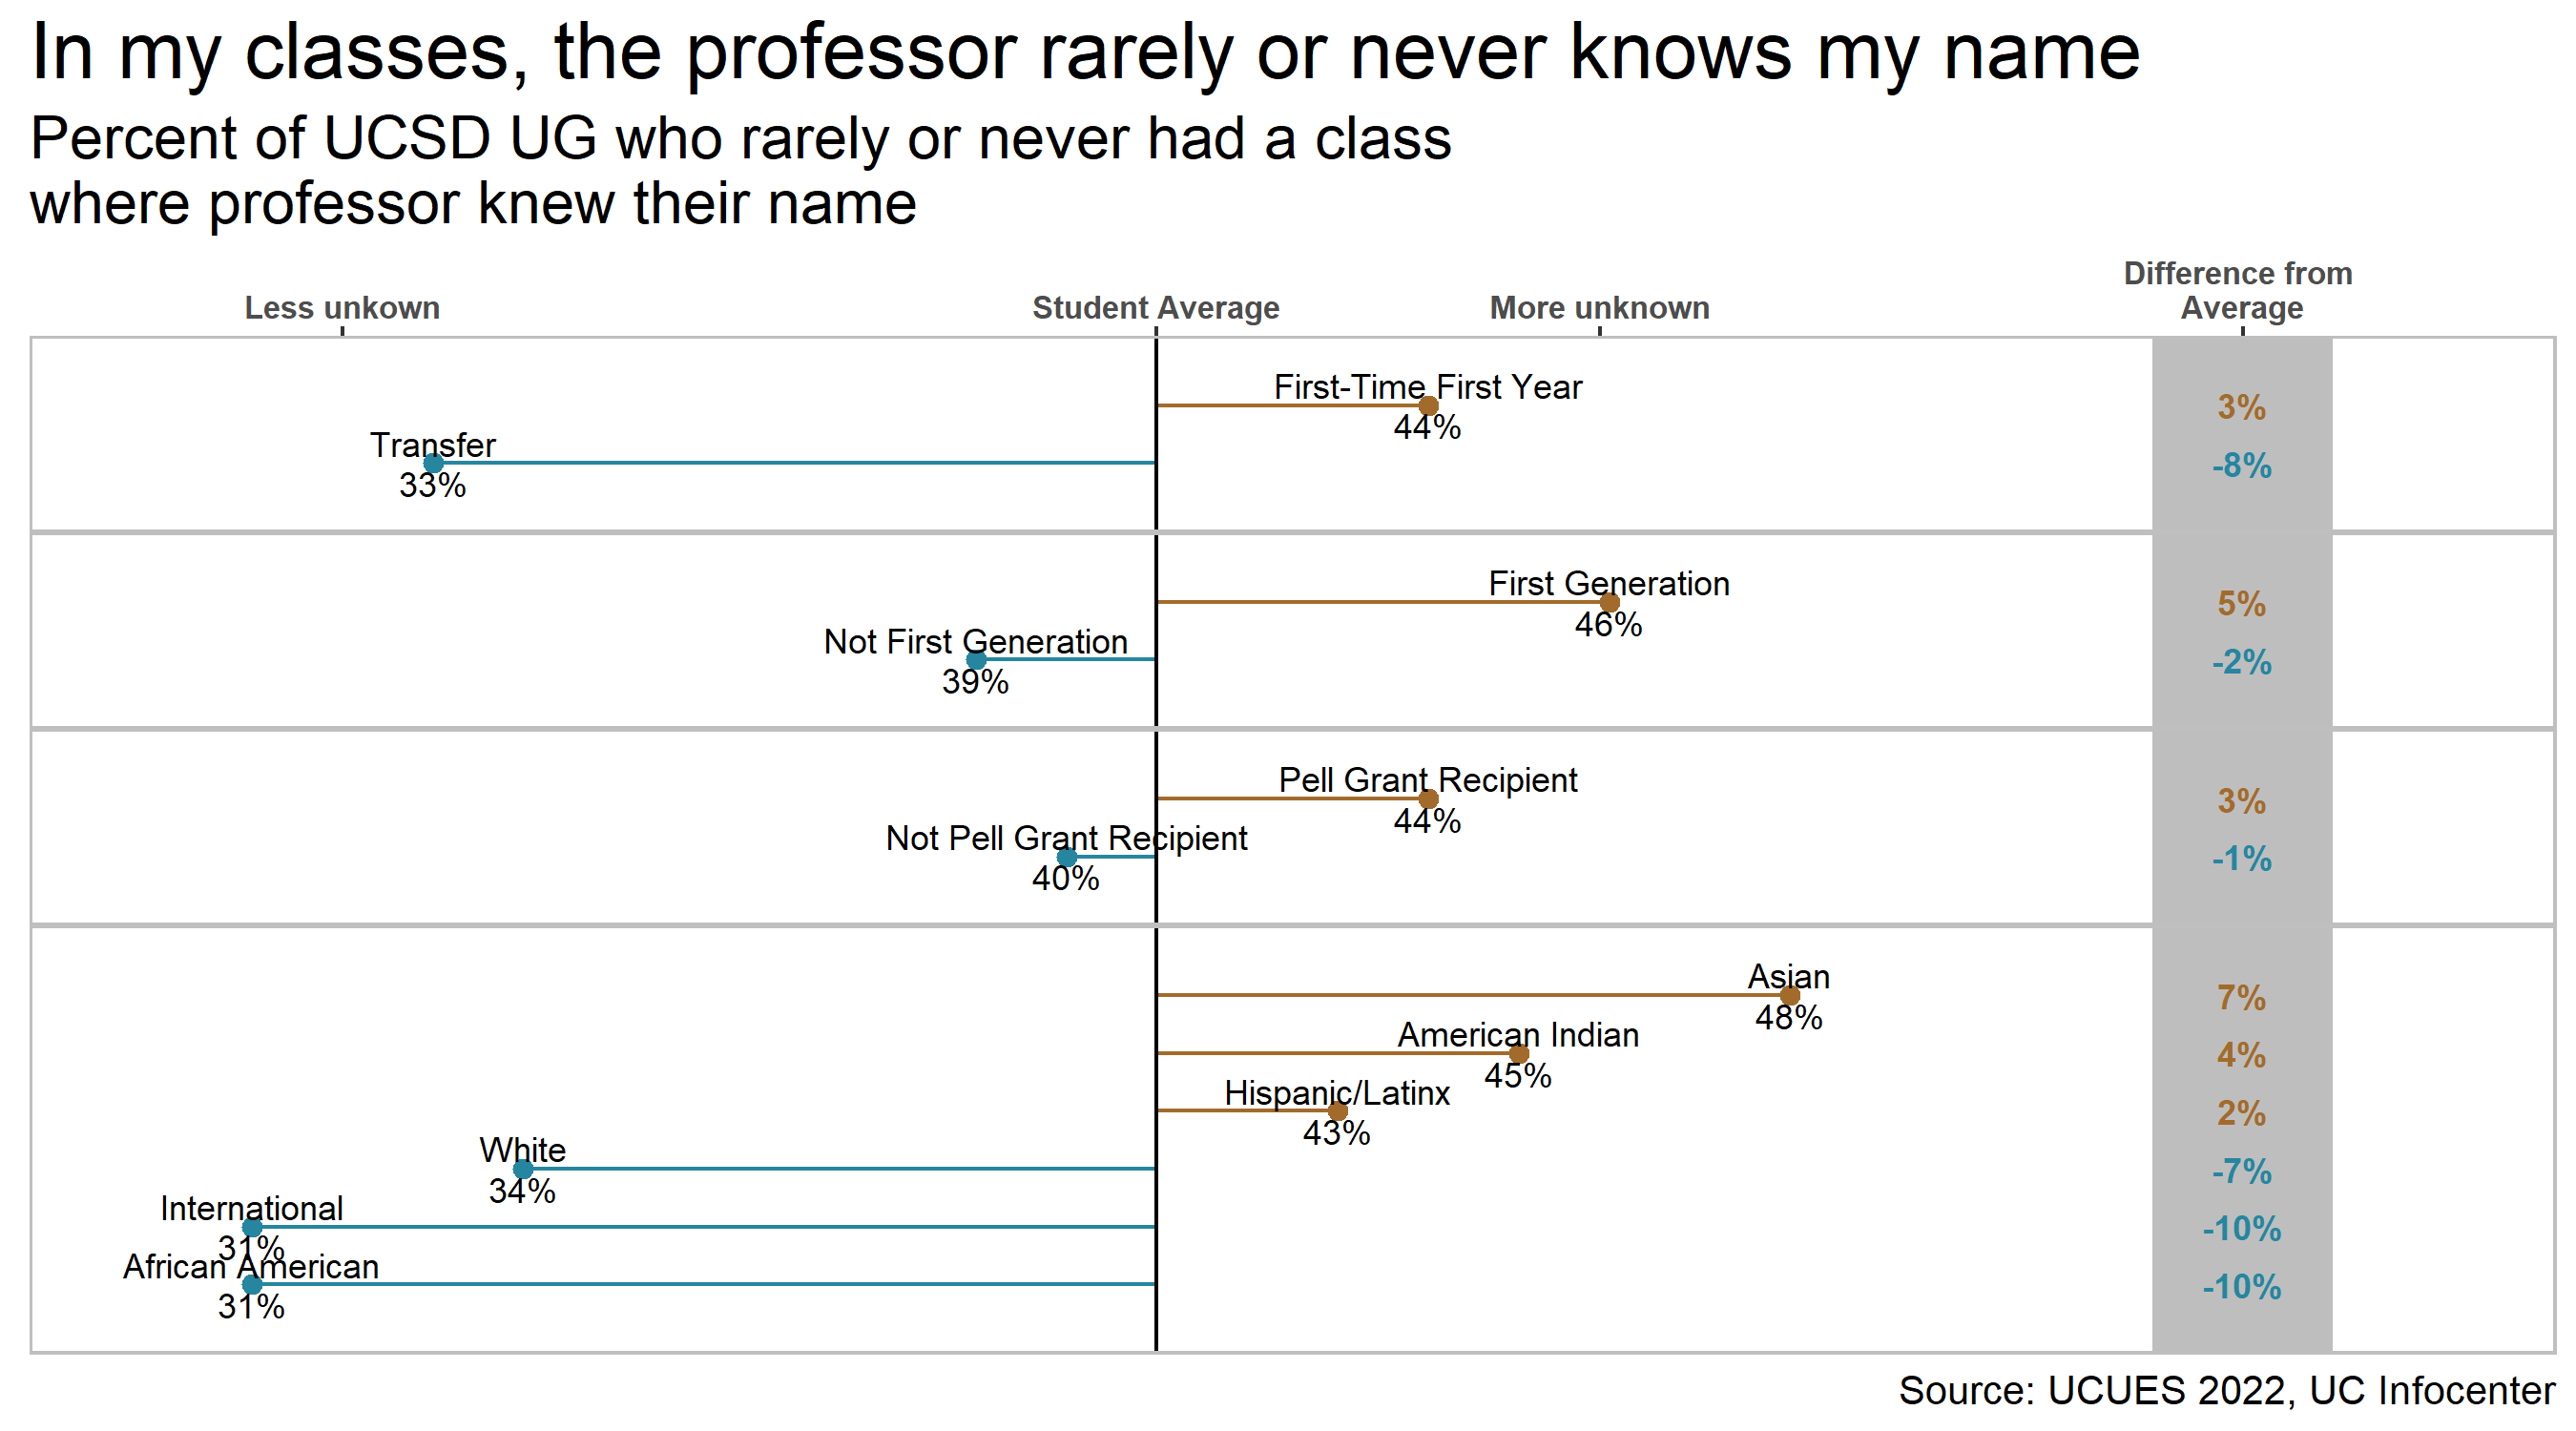 In my classes, the professor rarely or never knows my name
Percent of UCSD UG who rarely or never had a class
where professor knew their name
Less unkown
Student Average
More unknown
Difference from
Average
First-Time First Year
44%
3%
Transfer
33%
-8%
First Generation
46%
5%
Not First Generation
39%
-2%
Pell Grant Recipient
44%
3%
Not Pell Grant Recipient
40%
-1%
Asian
48%
7%
American Indian
45%
4%
Hispanic/Latinx
43%
2%
White
34%
-7%
International
31%
-10%
African American
31%
-10%
Source: UCUES 2022, UC Infocenter